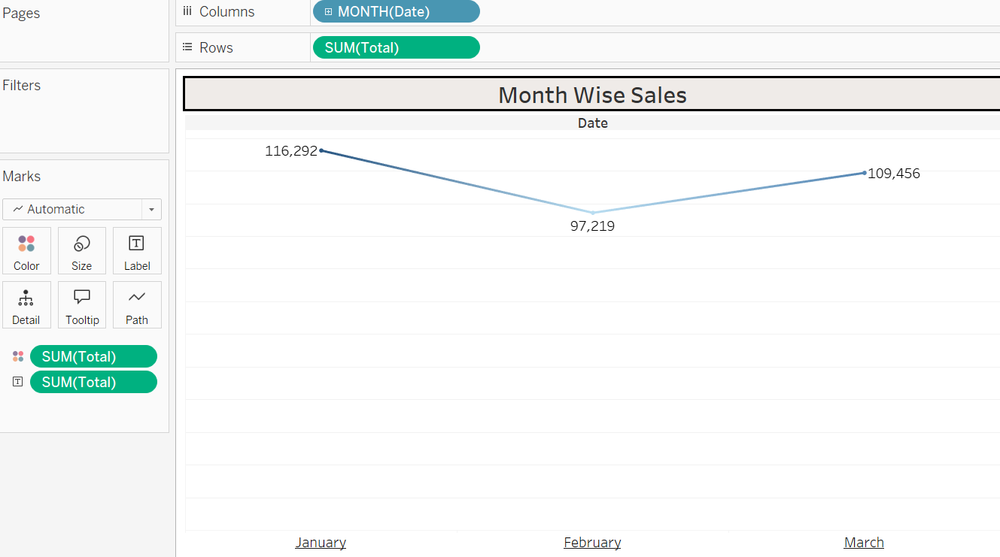 Pages
Columns
MONTH(Date)
Rows
SUM(Total)
Filters
Month Wise Sales
Date
116,292
109,456
97,219
Marks
Automatic
Color Size Label
Detail Tooltip Path
SUM(Total)
SUM(Total)
January February March